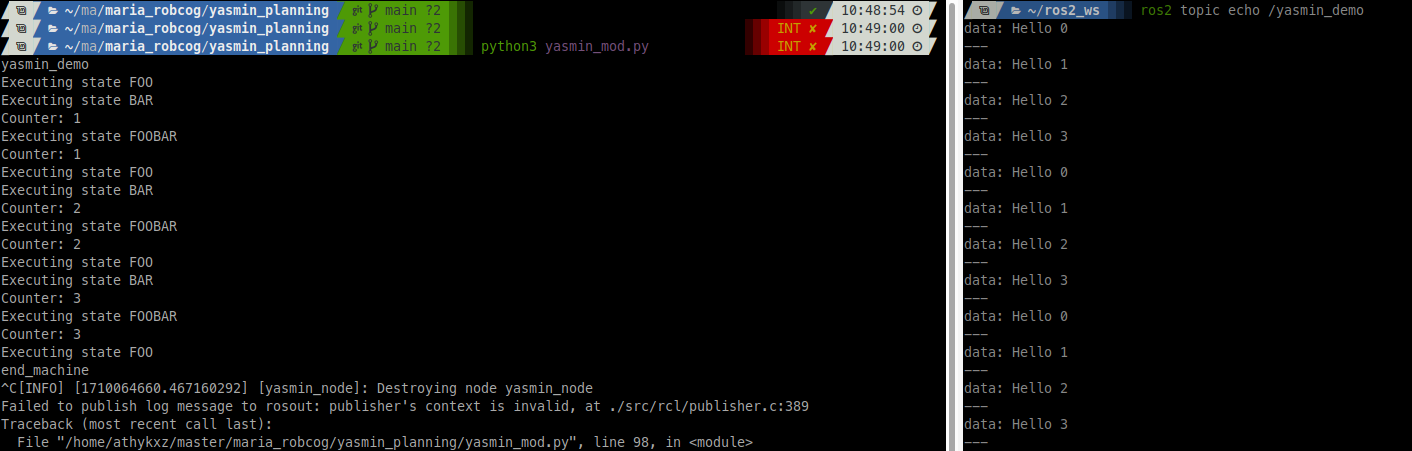 ~/ma/maria_robcog/yasmin_planning git main ?2 ✔ 10:48:54
~/ma/maria_robcog/yasmin_planning git main ?2 INT ✘ 10:49:00
~/ma/maria_robcog/yasmin_planning git main ?2 python3 yasmin_mod.py INT ✘ 10:49:00
yasmin_demo
Executing state FOO
Executing state BAR
Counter: 1
Executing state FOOBAR
Counter: 1
Executing state FOO
Executing state BAR
Counter: 2
Executing state FOOBAR
Counter: 2
Executing state FOO
Executing state BAR
Counter: 3
Executing state FOOBAR
Counter: 3
Executing state FOO
end_machine
^C[INFO] [1710064660.467160292] [yasmin_node]: Destroying node yasmin_node
Failed to publish log message to rosout: publisher's context is invalid, at ./src/rcl/publisher.c:389
Traceback (most recent call last):
  File "/home/athykxz/master/maria_robcog/yasmin_planning/yasmin_mod.py", line 98, in <module>
~/ros2_ws ros2 topic echo /yasmin_demo
data: Hello 0
---
data: Hello 1
---
data: Hello 2
---
data: Hello 3
---
data: Hello 0
---
data: Hello 1
---
data: Hello 2
---
data: Hello 3
---
data: Hello 0
---
data: Hello 1
---
data: Hello 2
---
data: Hello 3
---